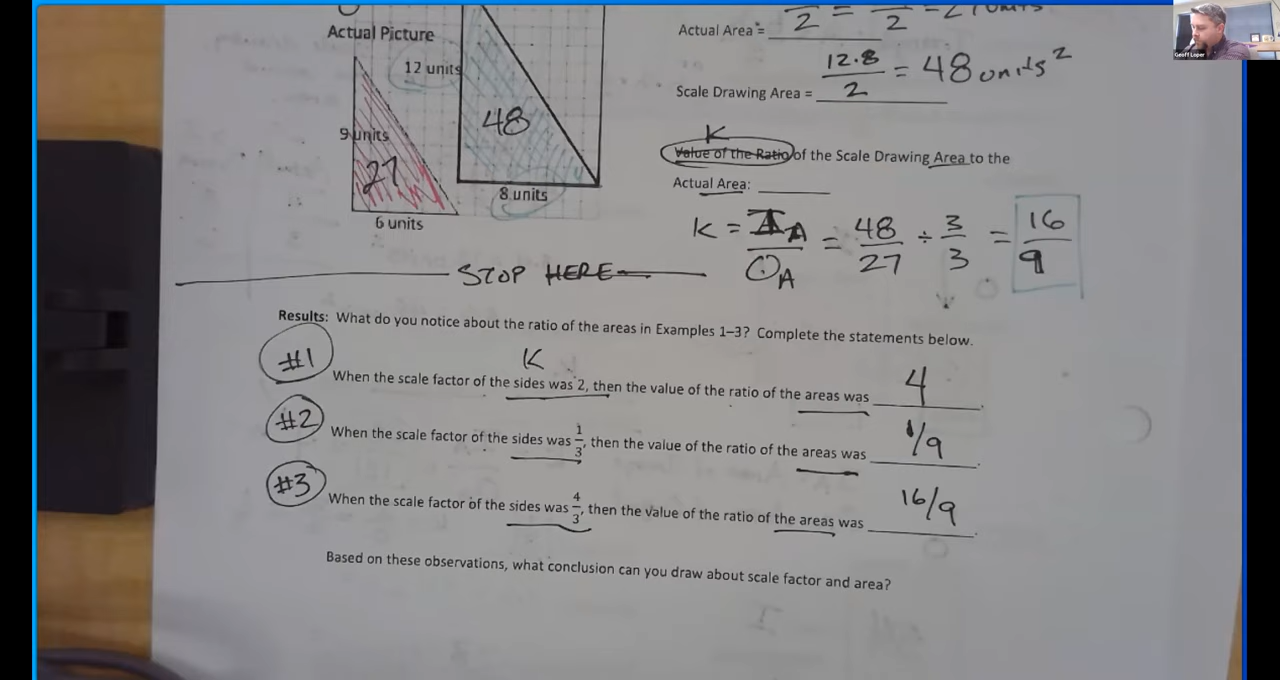 Actual Picture
12 units
9 units
27
48
8 units
6 units
Actual Area = 2 = 2 = 27 units
12.8 / 2 = 48 units²
Scale Drawing Area =
K
Value of the Ratio of the Scale Drawing Area to the
Actual Area:
K = I_A / O_A = 48/27 ÷ 3/3 = 16/9
STOP HERE
Results: What do you notice about the ratio of the areas in Examples 1–3? Complete the statements below.
#1 K
When the scale factor of the sides was 2, then the value of the ratio of the areas was 4.
#2
When the scale factor of the sides was 1/3, then the value of the ratio of the areas was 1/9.
#3
When the scale factor of the sides was 4/3, then the value of the ratio of the areas was 16/9.
Based on these observations, what conclusion can you draw about scale factor and area?
Geoff Loper